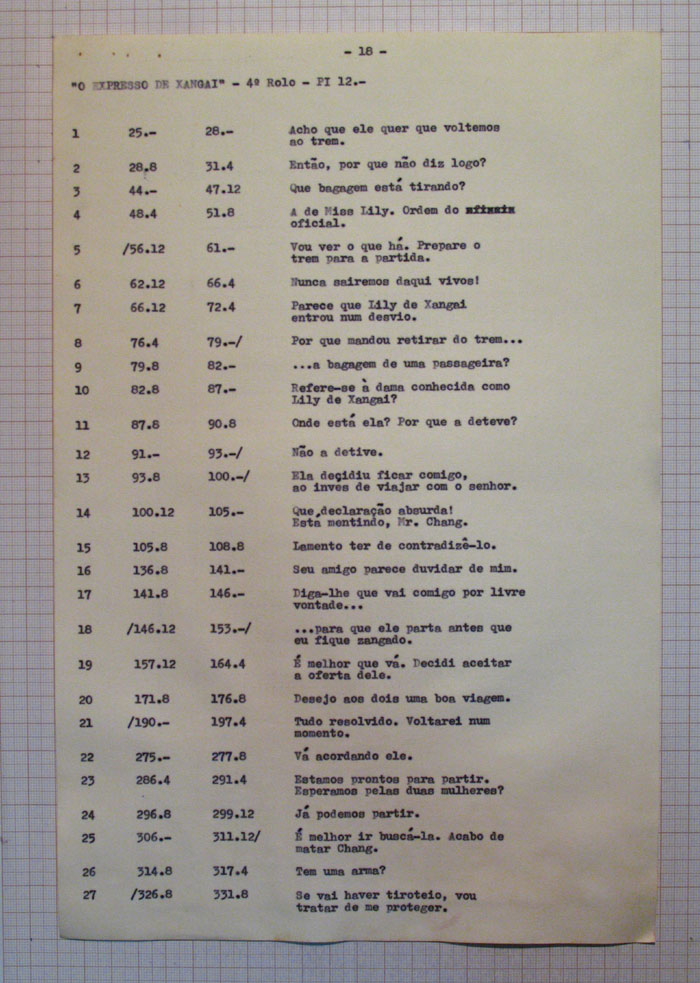 - 18 -
"O EXPRESSO DE XANGAI" - 4º Rolo - PI 12.-
1 25.- 28.- Acho que ele quer que voltemos
ao trem.
2 28.8 31.4 Então, por que não diz logo?
3 44.- 47.12 Que bagagem está tirando?
4 48.4 51.8 A de Miss Lily. Ordem do
oficial.
5 /56.12 61.- Vou ver o que há. Prepare o
trem para a partida.
6 62.12 66.4 Nunca sairemos daqui vivos!
7 66.12 72.4 Parece que Lily de Xangai
entrou num desvio.
8 76.4 79.-/ Por que mandou retirar do trem...
9 79.8 82.- ...a bagagem de uma passageira?
10 82.8 87.- Refere-se à dama conhecida como
Lily de Xangai?
11 87.8 90.8 Onde está ela? Por que a deteve?
12 91.- 93.-/ Não a detive.
13 93.8 100.-/ Ela deçidiu ficar comigo,
ao inves de viajar com o senhor.
14 100.12 105.- Que declaração absurda!
Está mentindo, Mr. Chang.
15 105.8 108.8 Lamento ter de contradizê-lo.
16 136.8 141.- Seu amigo parece duvidar de mim.
17 141.8 146.- Diga-lhe que vai comigo por livre
vontade...
18 /146.12 153.-/ ...para que ele parta antes que
eu fique zangado.
19 157.12 164.4 É melhor que vá. Decidi aceitar
a oferta dele.
20 171.8 176.8 Desejo aos dois uma boa viagem.
21 /190.- 197.4 Tudo resolvido. Voltarei num
momento.
22 275.- 277.8 Vá acordando ele.
23 286.4 291.4 Estamos prontos para partir.
Esperamos pelas duas mulheres?
24 296.8 299.12 Já podemos partir.
25 306.- 311.12/ É melhor ir buscá-la. Acabo de
matar Chang.
26 314.8 317.4 Tem uma arma?
27 /326.8 331.8 Se vai haver tiroteio, vou
tratar de me proteger.